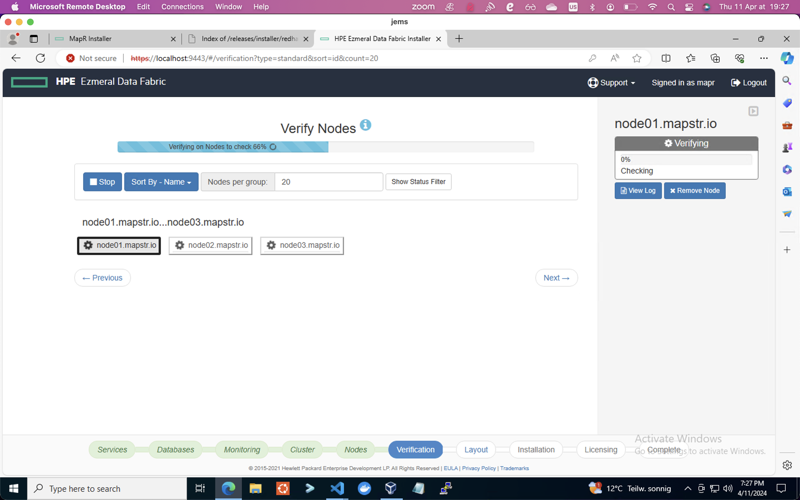 Microsoft Remote Desktop Edit Connections Window Help zoom US Thu 11 Apr at 19:27
jems
MapR Installer Index of /releases/installer/redha HPE Ezmeral Data Fabric Installer
Not secure https://localhost:9443/#/verification?type=standard&sort=id&count=20
HPE Ezmeral Data Fabric Support Signed in as mapr Logout
Verify Nodes
Verifying on Nodes to check 66%
Stop Sort By - Name Nodes per group: 20 Show Status Filter
node01.mapstr.io...node03.mapstr.io
node01.mapstr.io node02.mapstr.io node03.mapstr.io
← Previous Next →
node01.mapstr.io
Verifying
0%
Checking
View Log Remove Node
Services Databases Monitoring Cluster Nodes Verification Layout Installation Licensing Complete
Activate Windows
Go to Settings to activate Windows.
© 2015-2021 Hewlett Packard Enterprise Development LP. All Rights Reserved | EULA | Privacy Policy | Trademarks
Type here to search 12°C Teilw. sonnig 7:27 PM
4/11/2024